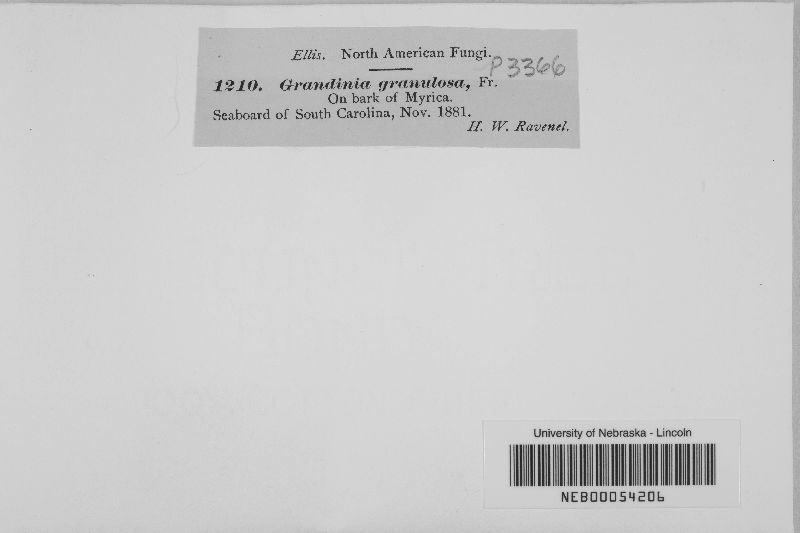 Ellis. North American Fungi.
P3366
1210. Grandinia granulosa, Fr.
On bark of Myrica.
Seaboard of South Carolina, Nov. 1881.
H. W. Ravenel.
University of Nebraska - Lincoln
NEB00054206